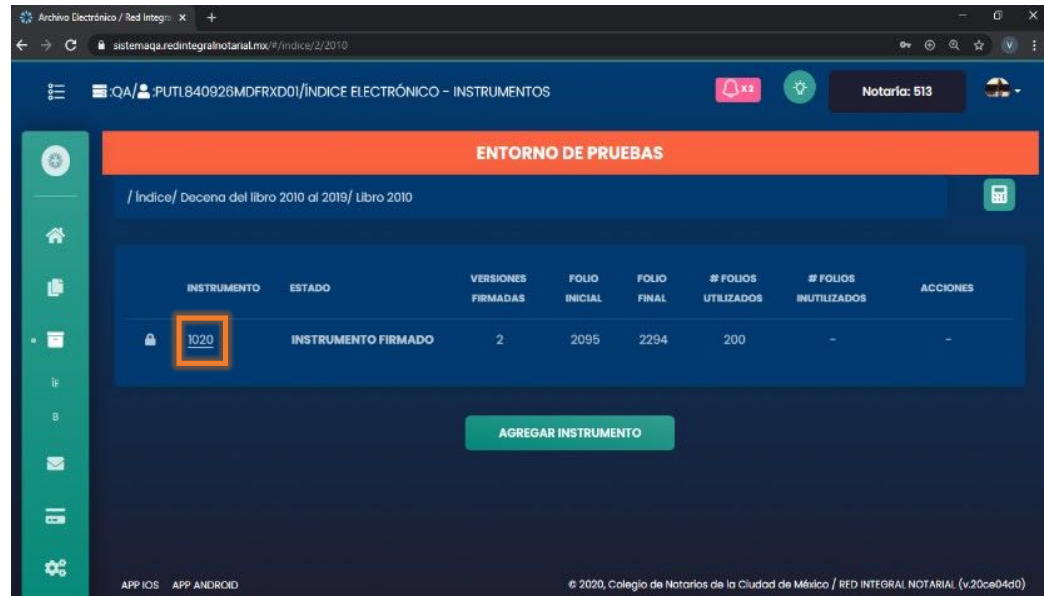 Archivo Electrónico / Red Integra
sistemaqa.redintegralnotarial.mx/#/indice/2/2010
:QA/ :PUTL840926MDFRXD01/ÍNDICE ELECTRÓNICO - INSTRUMENTOS
X2
Notaría: 513
V
ENTORNO DE PRUEBAS
/ Índice/ Decena del libro 2010 al 2019/ Libro 2010
INSTRUMENTO ESTADO VERSIONES FIRMADAS FOLIO INICIAL FOLIO FINAL # FOLIOS UTILIZADOS # FOLIOS INUTILIZADOS ACCIONES
1020 INSTRUMENTO FIRMADO 2 2095 2294 200 - -
B
AGREGAR INSTRUMENTO
APP IOS APP ANDROID
© 2020, Colegio de Notarios de la Ciudad de México / RED INTEGRAL NOTARIAL (v.20ce04d0)